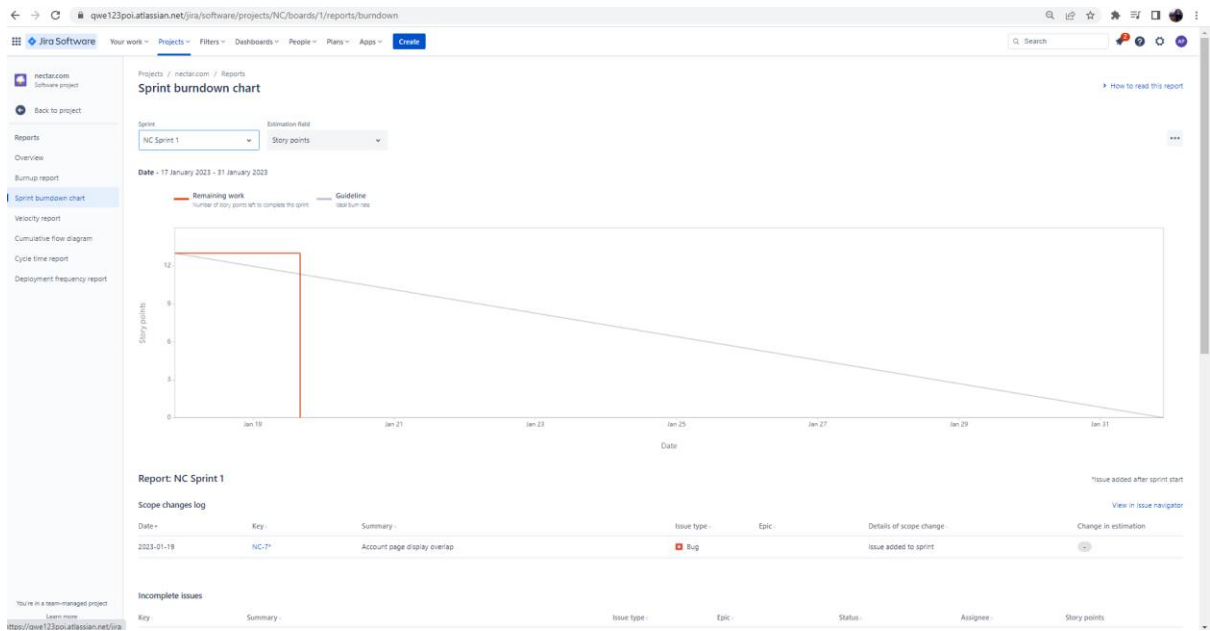 qwe123poi.atlassian.net/jira/software/projects/NC/boards/1/reports/burndown
Jira Software Your work Projects Filters Dashboards People Plans Apps Create Search 2 AP
nectar.com
Software project
Back to project
Reports
Overview
Burnup report
Sprint burndown chart
Velocity report
Cumulative flow diagram
Cycle time report
Deployment frequency report
You're in a team-managed project
Learn more
https://qwe123poi.atlassian.net/jira
Projects / nectar.com / Reports
Sprint burndown chart
How to read this report
Sprint Estimation field
NC Sprint 1 Story points
Date - 17 January 2023 - 31 January 2023
Remaining work Guideline
Number of story points left to complete the sprint Ideal burn rate
12
9
6
3
0
Story points
Jan 19 Jan 21 Jan 23 Jan 25 Jan 27 Jan 29 Jan 31
Date
Report: NC Sprint 1
*Issue added after sprint start
Scope changes log View in issue navigator
Date Key Summary Issue type Epic Details of scope change Change in estimation
2023-01-19 NC-7* Account page display overlap Bug Issue added to sprint -
Incomplete issues
Key Summary Issue type Epic Status Assignee Story points